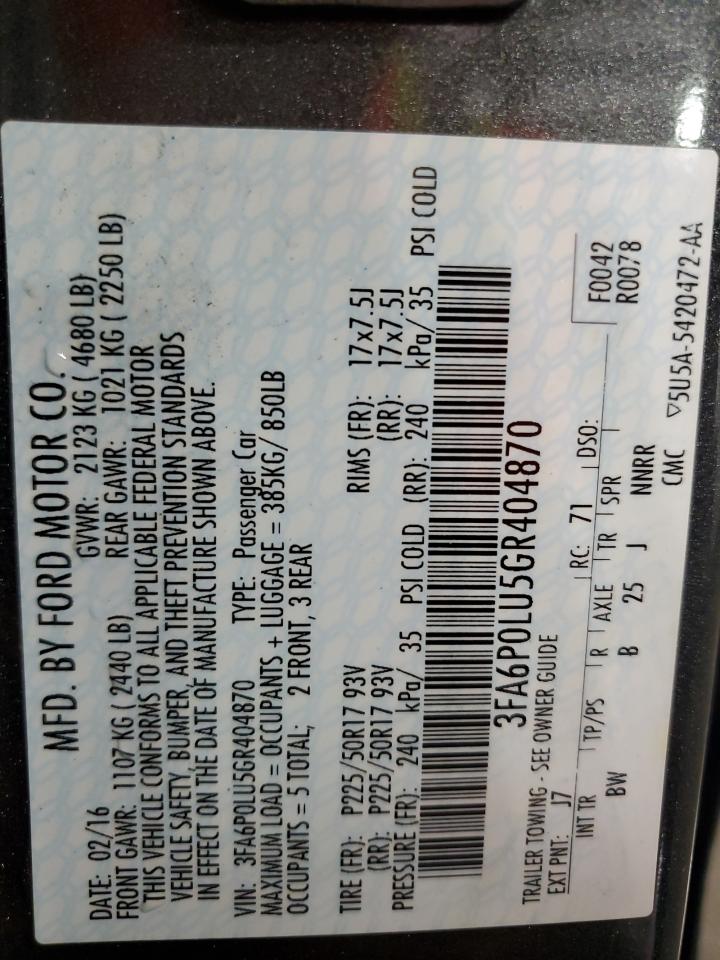 MFD. BY FORD MOTOR CO.
DATE: 02/16 GVWR: 2123 KG ( 4680 LB)
FRONT GAWR: 1107 KG ( 2440 LB) REAR GAWR: 1021 KG ( 2250 LB)
THIS VEHICLE CONFORMS TO ALL APPLICABLE FEDERAL MOTOR
VEHICLE SAFETY, BUMPER, AND THEFT PREVENTION STANDARDS
IN EFFECT ON THE DATE OF MANUFACTURE SHOWN ABOVE.
VIN: 3FA6P0LU5GR404870 TYPE: Passenger Car
MAXIMUM LOAD = OCCUPANTS + LUGGAGE = 385KG/ 850LB
OCCUPANTS = 5 TOTAL; 2 FRONT, 3 REAR
TIRE (FR): P225/50R17 93V RIMS (FR): 17x7.5J
(RR): P225/50R17 93V (RR): 17x7.5J
PRESSURE (FR): 240 kPa/ 35 PSI COLD (RR): 240 kPa/ 35 PSI COLD
3FA6P0LU5GR404870
TRAILER TOWING - SEE OWNER GUIDE
EXT PNT: J7 RC: 71 DSO: F0042
R0078
INT TR TP/PS R AXLE TR SPR
BW B 25 J NNRR
CMC ▽5U5A-5420472-AA